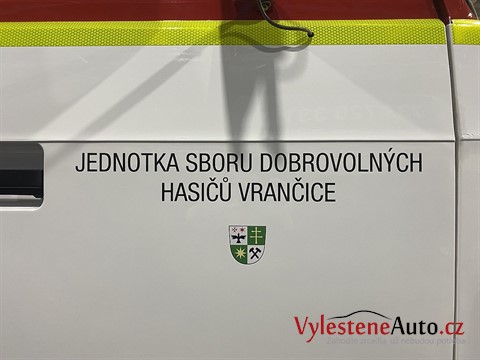 JEDNOTKA SBORU DOBROVOLNÝCH
HASIČŮ VRANČICE
VylesteneAuto.cz